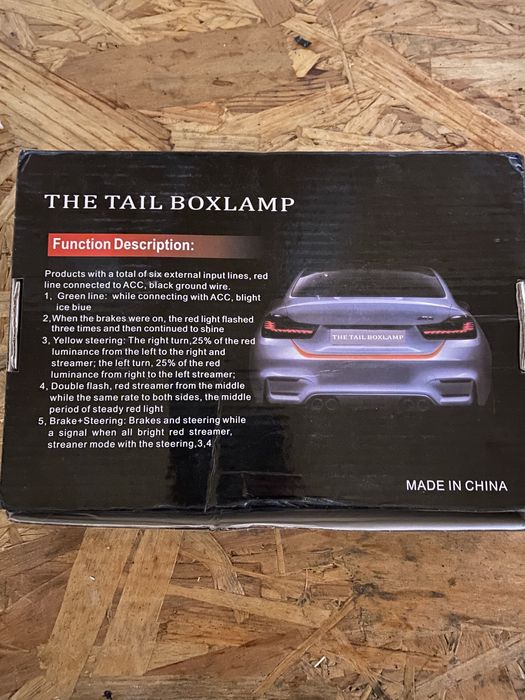 THE TAIL BOXLAMP
Function Description:
Products with a total of six external input lines, red
line connected to ACC, black ground wire.
1, Green line: while connecting with ACC, blight
ice biue
2,When the brakes were on, the red light flashed
three times and then continued to shine
3, Yellow steering: The right turn,25% of the red
luminance from the left to the right and
streamer; the left turn, 25% of the red
luminance from right to the left streamer;
4, Double flash, red streamer from the middle
while the same rate to both sides, the middle
period of steady red light
5, Brake+Steering: Brakes and steering while
a signal when all bright red streamer,
streaner mode with the steering,3,4
THE TAIL BOXLAMP
MADE IN CHINA